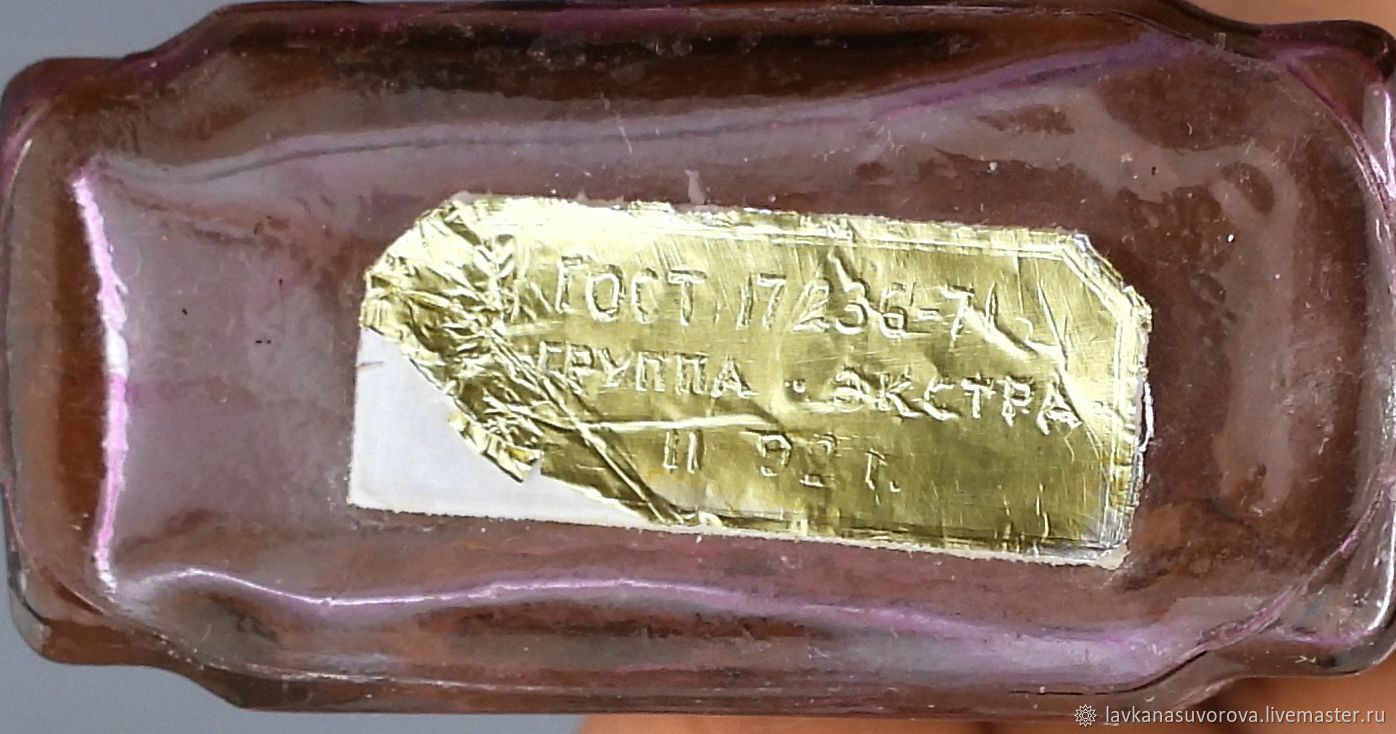 ГОСТ 17236-71
ГРУППА · ЭКСТРА
II 92 г.
lavkanasuvorova.livemaster.ru